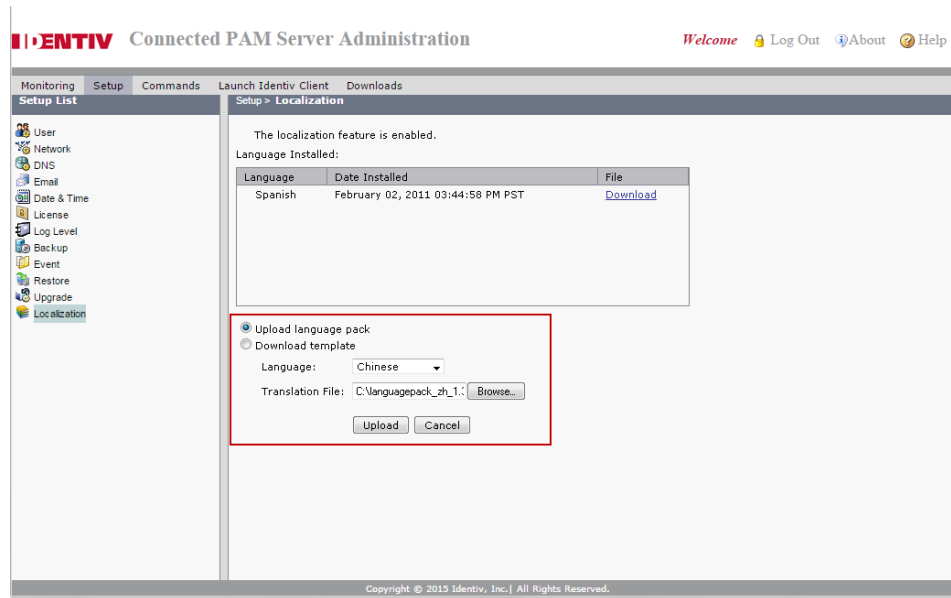 IDENTIV Connected PAM Server Administration Welcome Log Out About Help
Monitoring Setup Commands Launch Identiv Client Downloads
Setup List
User
Network
DNS
Email
Date & Time
License
Log Level
Backup
Event
Restore
Upgrade
Localization
Setup > Localization
The localization feature is enabled.
Language Installed:
Language Date Installed File
Spanish February 02, 2011 03:44:58 PM PST Download
Upload language pack
Download template
Language: Chinese
Translation File: C:\languagepack_zh_1. Browse...
Upload Cancel
Copyright © 2015 Identiv, Inc.| All Rights Reserved.